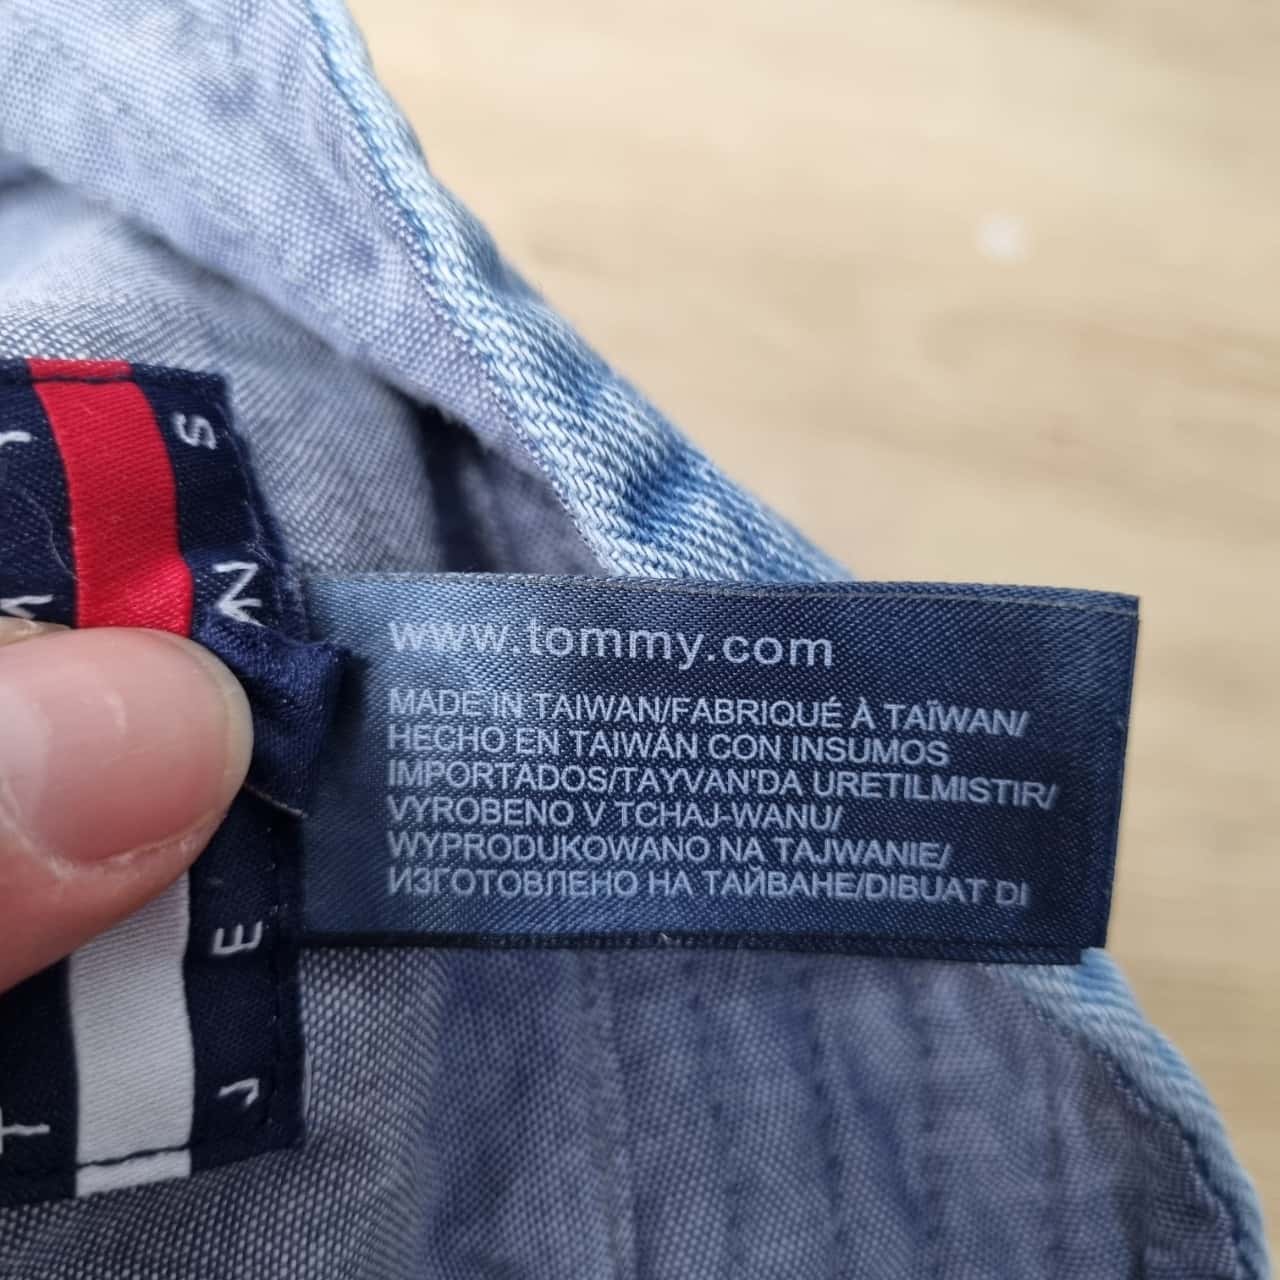 www.tommy.com
MADE IN TAIWAN/FABRIQUÉ À TAÏWAN/
HECHO EN TAIWÁN CON INSUMOS
IMPORTADOS/TAYVAN'DA URETILMISTIR/
VYROBENO V TCHAJ-WANU/
WYPRODUKOWANO NA TAJWANIE/
ИЗГОТОВЛЕНО НА ТАЙВАНЕ/DIBUAT DI